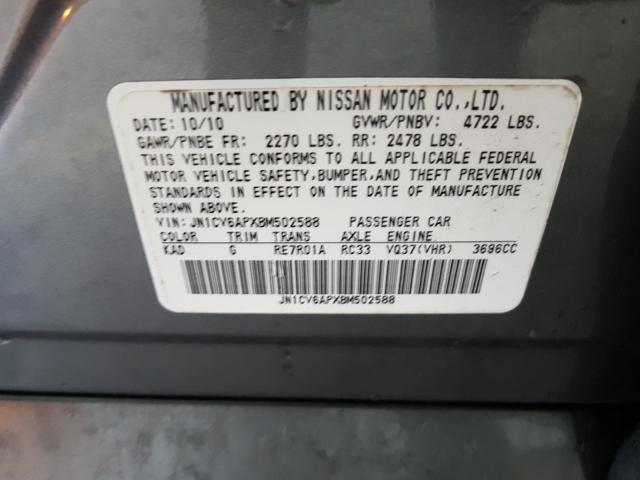 MANUFACTURED BY NISSAN MOTOR CO.,LTD.
DATE: 10/10 GVWR/PNBV: 4722 LBS.
GAWR/PNBE FR: 2270 LBS. RR: 2478 LBS.
THIS VEHICLE CONFORMS TO ALL APPLICABLE FEDERAL
MOTOR VEHICLE SAFETY,BUMPER,AND THEFT PREVENTION
STANDARDS IN EFFECT ON THE DATE OF MANUFACTURE
SHOWN ABOVE.
VIN: JN1CV6APXBM502588 PASSENGER CAR
COLOR TRIM TRANS AXLE ENGINE
KAD G RE7R01A RC33 VQ37(VHR) 3696CC
JN1CV6APXBM502588